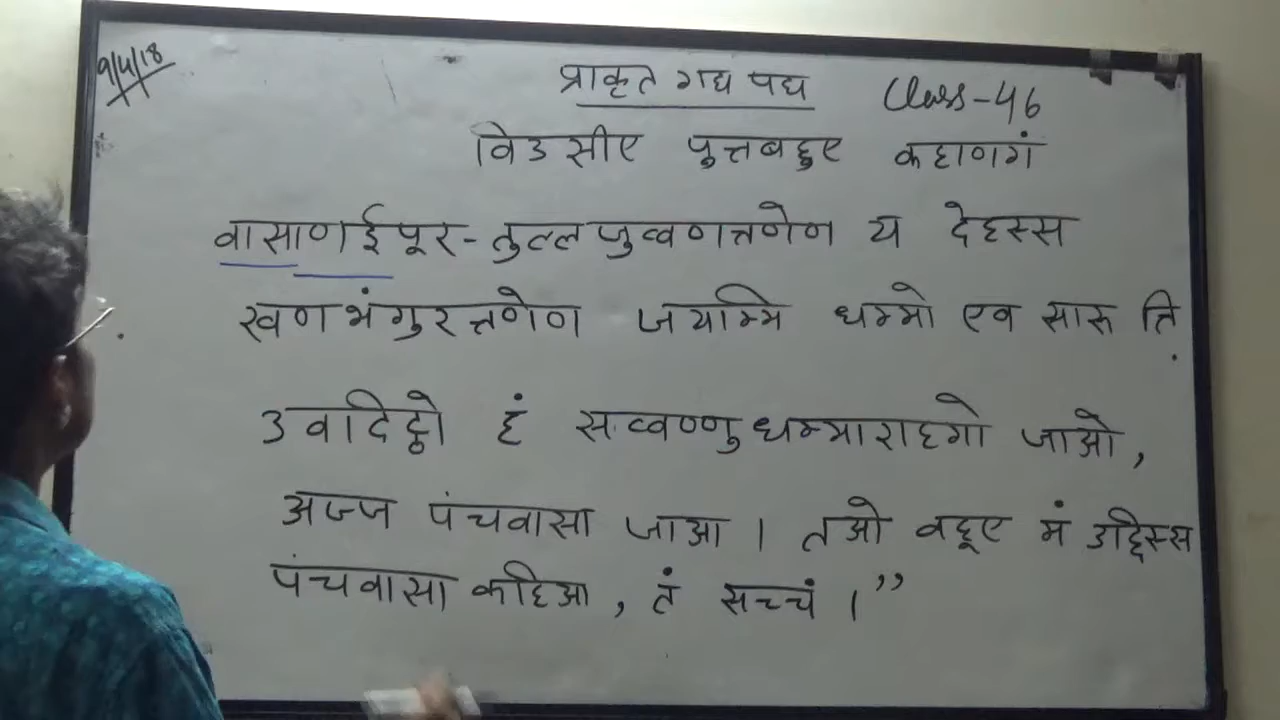 9/4/18
प्राकृत गद्य पद्य Class-46
विउसीए पुत्तबहुए कहाणगं
वासाणईपूर-तुल्लजुव्वणत्तणेण य देहस्स
खणभंगुरत्तणेण जयम्मि धम्मो एव सारु त्ति
उवदिट्ठो हं सव्वण्णुधम्माराहगो जाओ,
अज्ज पंचवासा जाआ। तओ वहूए मं उद्दिस्स
पंचवासा कहिआ, तं सच्चं।”